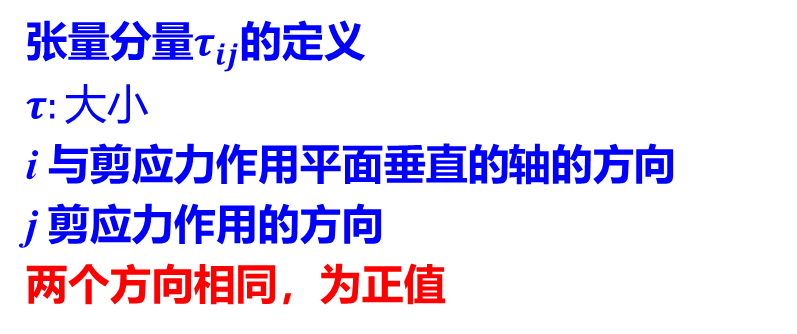 张量分量τij的定义
τ: 大小
i 与剪应力作用平面垂直的轴的方向
j 剪应力作用的方向
两个方向相同，为正值